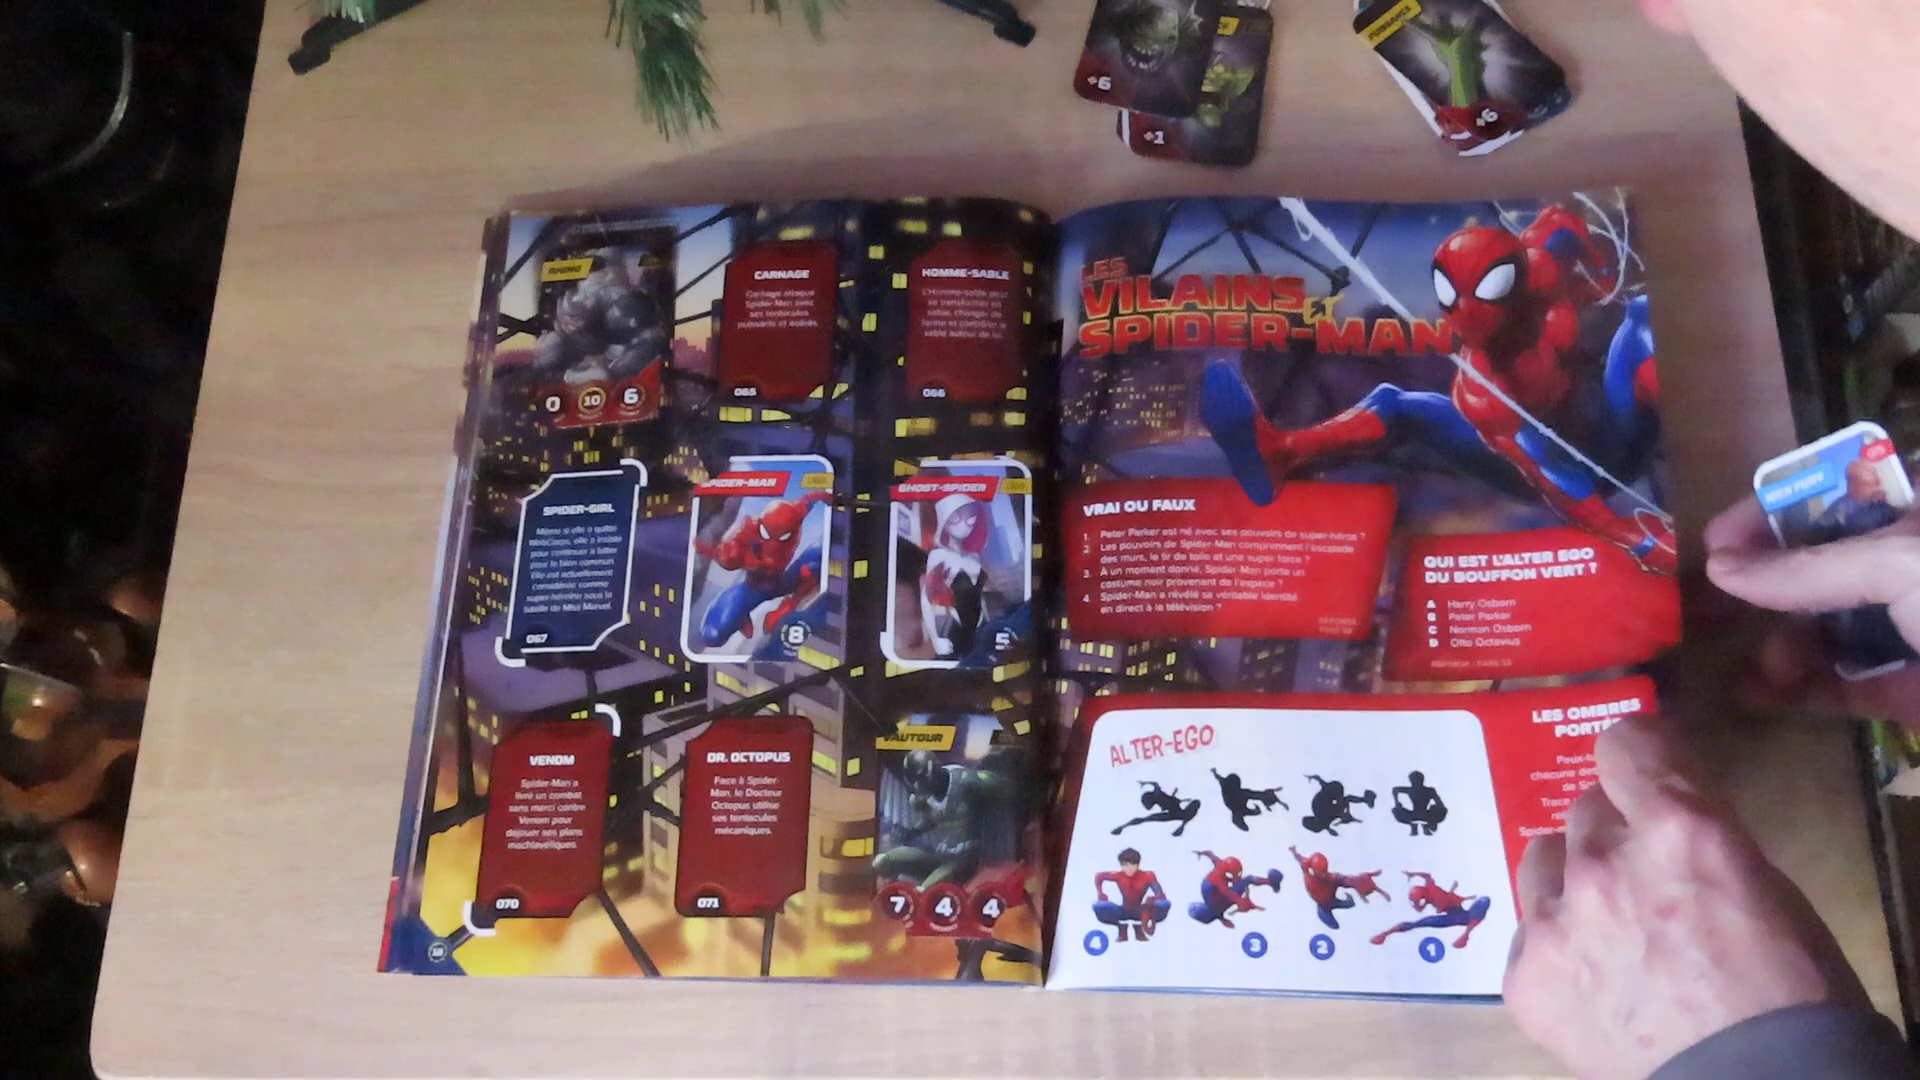 +6
+1
PUISSANCE
+6
RHINO
0 10 6
CARNAGE
Carnage attaque
Spider-Man avec
ses tentacules
puissants et acérés.
065
HOMME-SABLE
L'Homme-sable peut
se transformer en
sable, changer de
forme et contrôler le
sable autour de lui.
066
SPIDER-GIRL
Même si elle a quitté
WebCorps, elle a insisté
pour continuer à lutter
pour le bien commun.
Elle est actuellement
considérée comme
super-héroïne sous la
tutelle de Miss Marvel.
067
SPIDER-MAN
8
GHOST-SPIDER
5
VENOM
Spider-Man a
livré un combat
sans merci contre
Venom pour
déjouer ses plans
machiavéliques.
070
DR. OCTOPUS
Face à Spider-
Man, le Docteur
Octopus utilise
ses tentacules
mécaniques.
071
VAUTOUR
7 4 4
18
LES
VILAINS ET
SPIDER-MAN
VRAI OU FAUX
1. Peter Parker est né avec ses pouvoirs de super-héros ?
2. Les pouvoirs de Spider-Man comprennent l'escalade
des murs, le tir de toile et une super force ?
3. À un moment donné, Spider-Man porte un
costume noir provenant de l'espace ?
4. Spider-Man a révélé sa véritable identité
en direct à la télévision ?
QUI EST L'ALTER EGO
DU BOUFFON VERT ?
A Harry Osborn
B Peter Parker
C Norman Osborn
D Otto Octavius
ALTER-EGO
4 3 2 1
LES OMBRES
Peux-
chacune des
NICK FURY